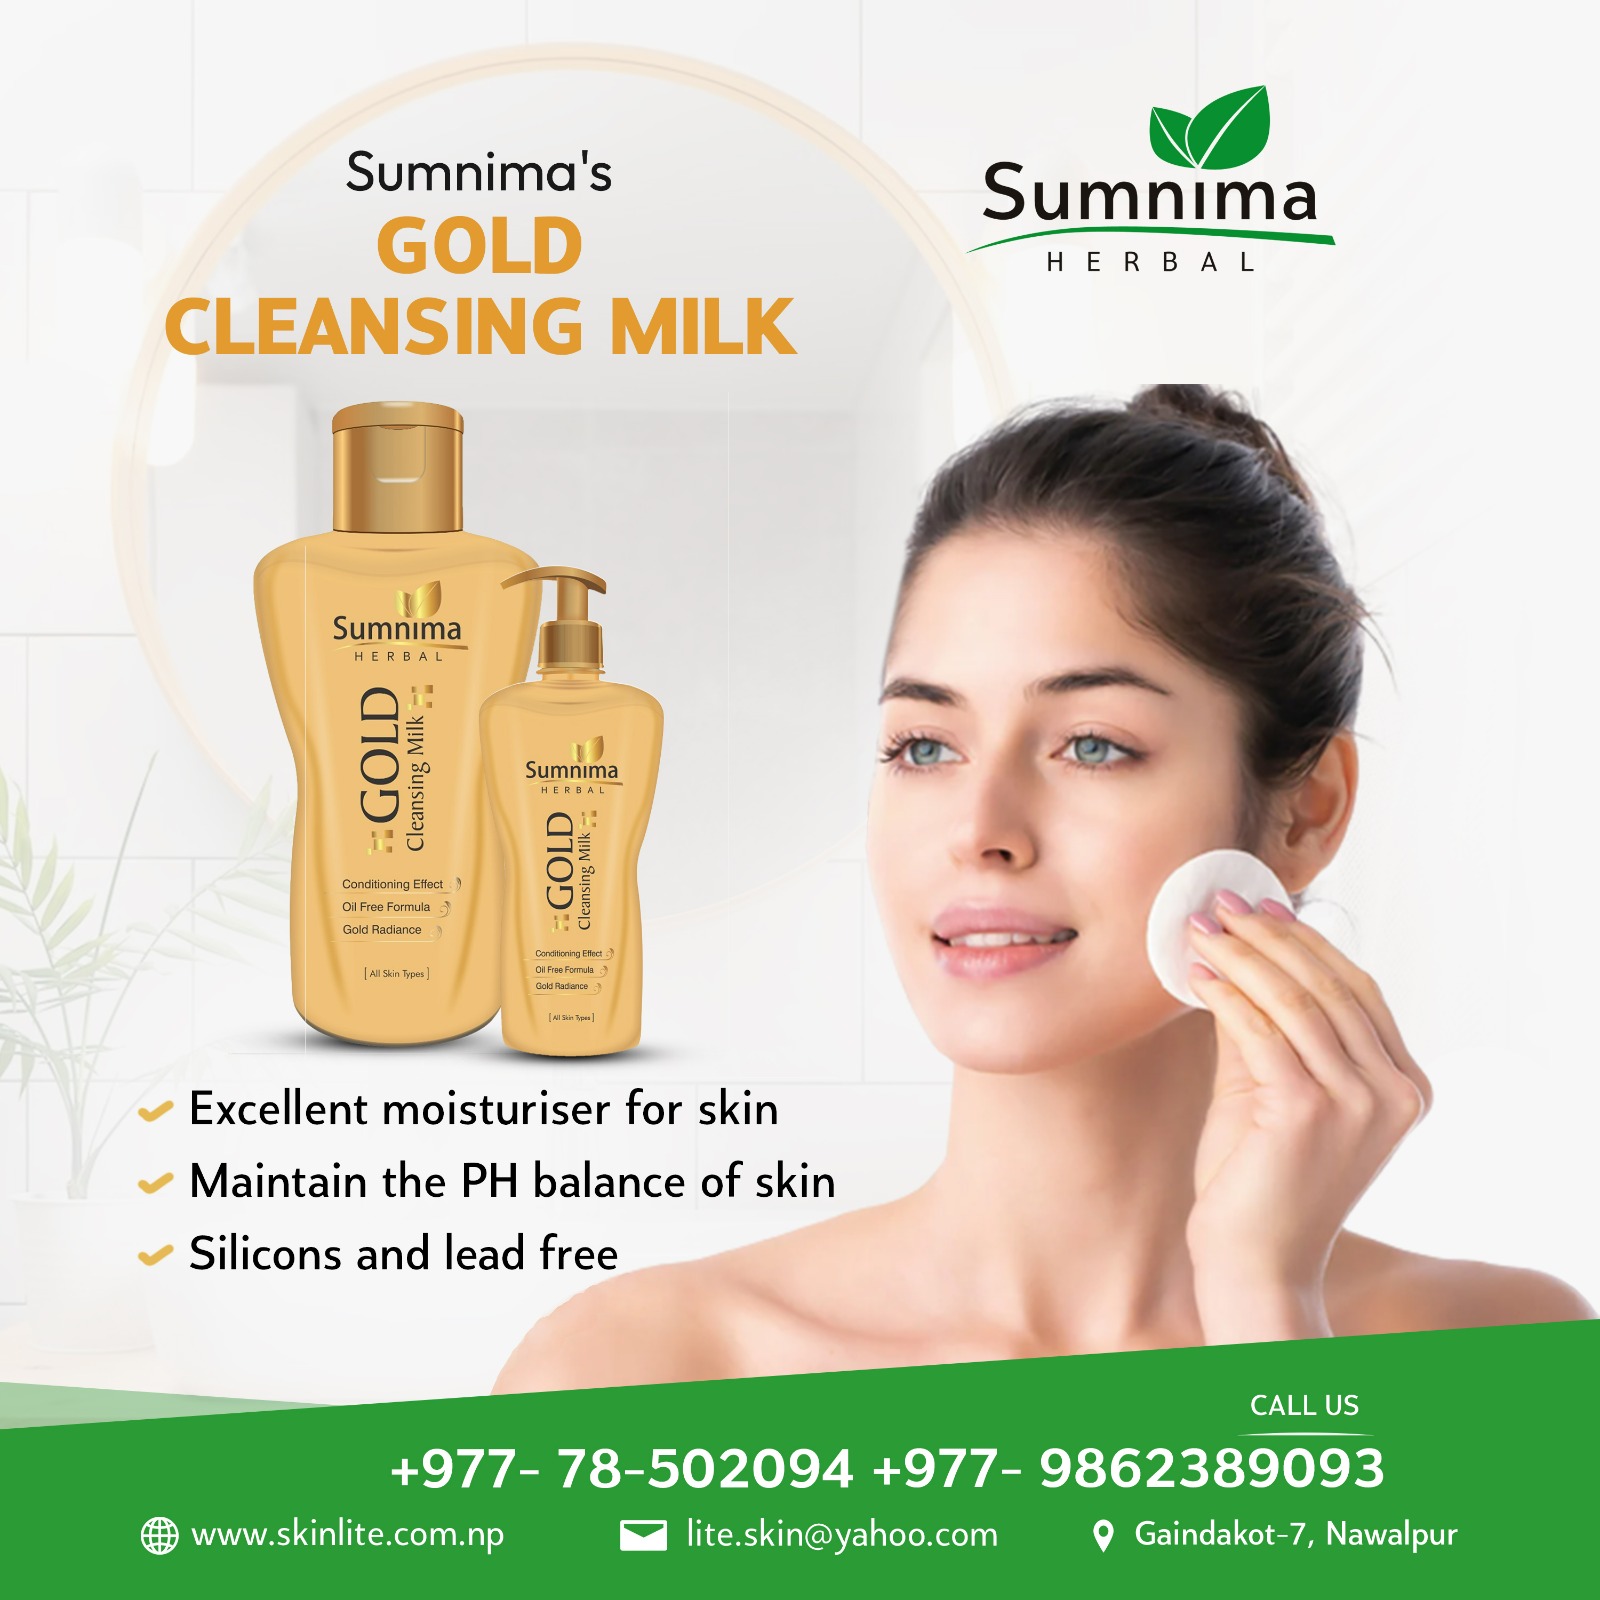 Sumnima's
GOLD
CLEANSING MILK
Sumnima
HERBAL
Sumnima
HERBAL
GOLD
Cleansing Milk
Conditioning Effect
Oil Free Formula
Gold Radiance
[ All Skin Types ]
Sumnima
HERBAL
GOLD
Cleansing Milk
Conditioning Effect
Oil Free Formula
Gold Radiance
[ All Skin Types ]
Excellent moisturiser for skin
Maintain the PH balance of skin
Silicons and lead free
CALL US
+977- 78-502094 +977- 9862389093
www.skinlite.com.np lite.skin@yahoo.com Gaindakot-7, Nawalpur